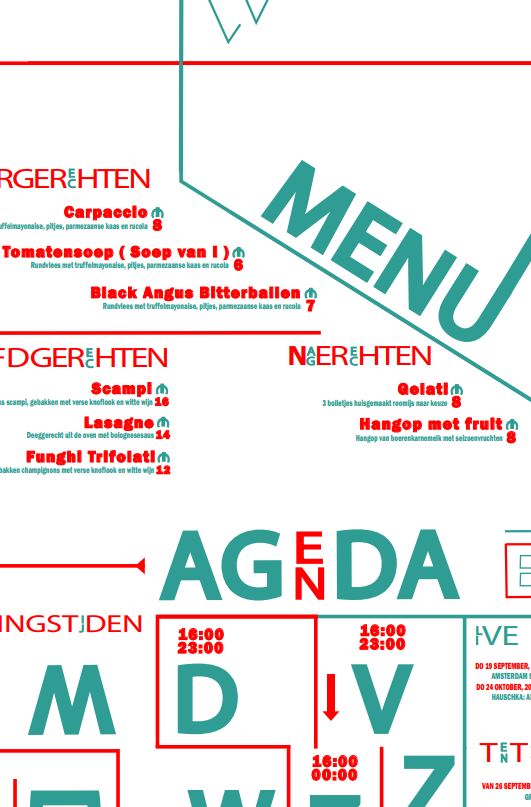 MENU
RGERECHTEN
Carpaccio € 8
truffelmayonaise, pitjes, parmezaanse kaas en rucola
Tomatensoep ( Soep van 1 ) € 6
Rundvlees met truffelmayonaise, pitjes, parmezaanse kaas en rucola
Black Angus Bitterballen € 7
Rundvlees met truffelmayonaise, pitjes, parmezaanse kaas en rucola
FDGERECHTEN
Scampi € 16
scampi, gebakken met verse knoflook en witte wijn
Lasagne € 14
Deeggerecht uit de oven met bolognesesaus
Funghi Trifolati € 12
bakken champignons met verse knoflook en witte wijn
NAGERECHTEN
Gelati € 8
3 bolletjes huisgemaakt roomijs naar keuze
Hangop met fruit € 8
Hangop van boerenkarnemelk met seizoenvruchten
AGENDA
INGSTIJDEN
M
D
16:00
23:00
V
16:00
23:00
16:00
00:00
Z
W
DO 19 SEPTEMBER,
AMSTERDAM
DO 24 OKTOBER, 20
HAUSCHKA:
TENT
VAN 26 SEPTEMB